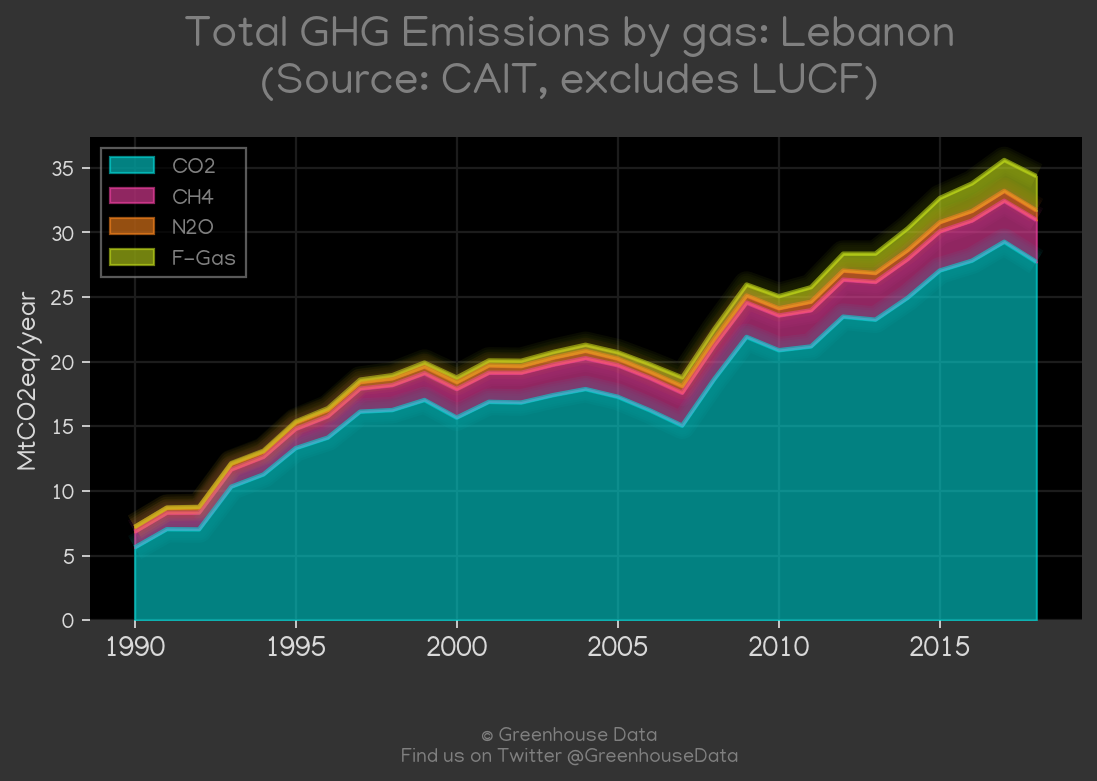 Total GHG Emissions by gas: Lebanon
(Source: CAIT, excludes LUCF)
CO2
CH4
N2O
F-Gas
MtCO2eq/year
35
30
25
20
15
10
5
0
1990 1995 2000 2005 2010 2015
© Greenhouse Data
Find us on Twitter @GreenhouseData